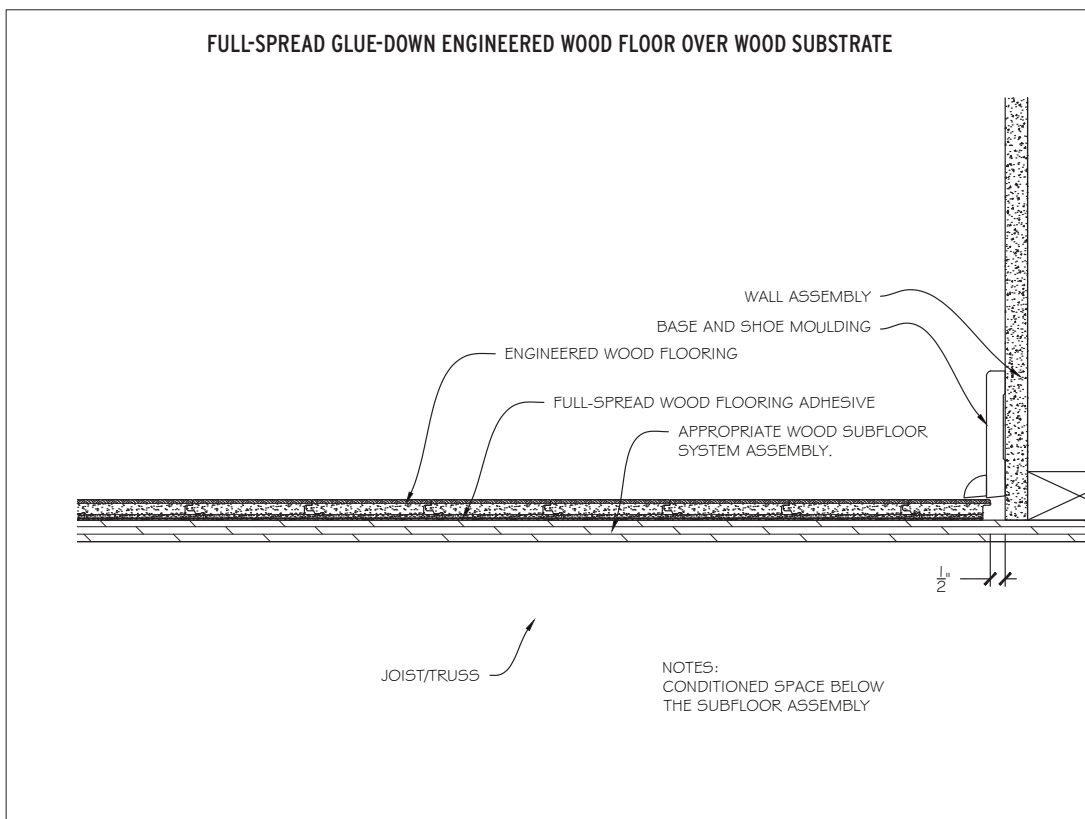 FULL-SPREAD GLUE-DOWN ENGINEERED WOOD FLOOR OVER WOOD SUBSTRATE
WALL ASSEMBLY
BASE AND SHOE MOULDING
ENGINEERED WOOD FLOORING
FULL-SPREAD WOOD FLOORING ADHESIVE
APPROPRIATE WOOD SUBFLOOR
SYSTEM ASSEMBLY.
1/2"
JOIST/TRUSS
NOTES:
CONDITIONED SPACE BELOW
THE SUBFLOOR ASSEMBLY